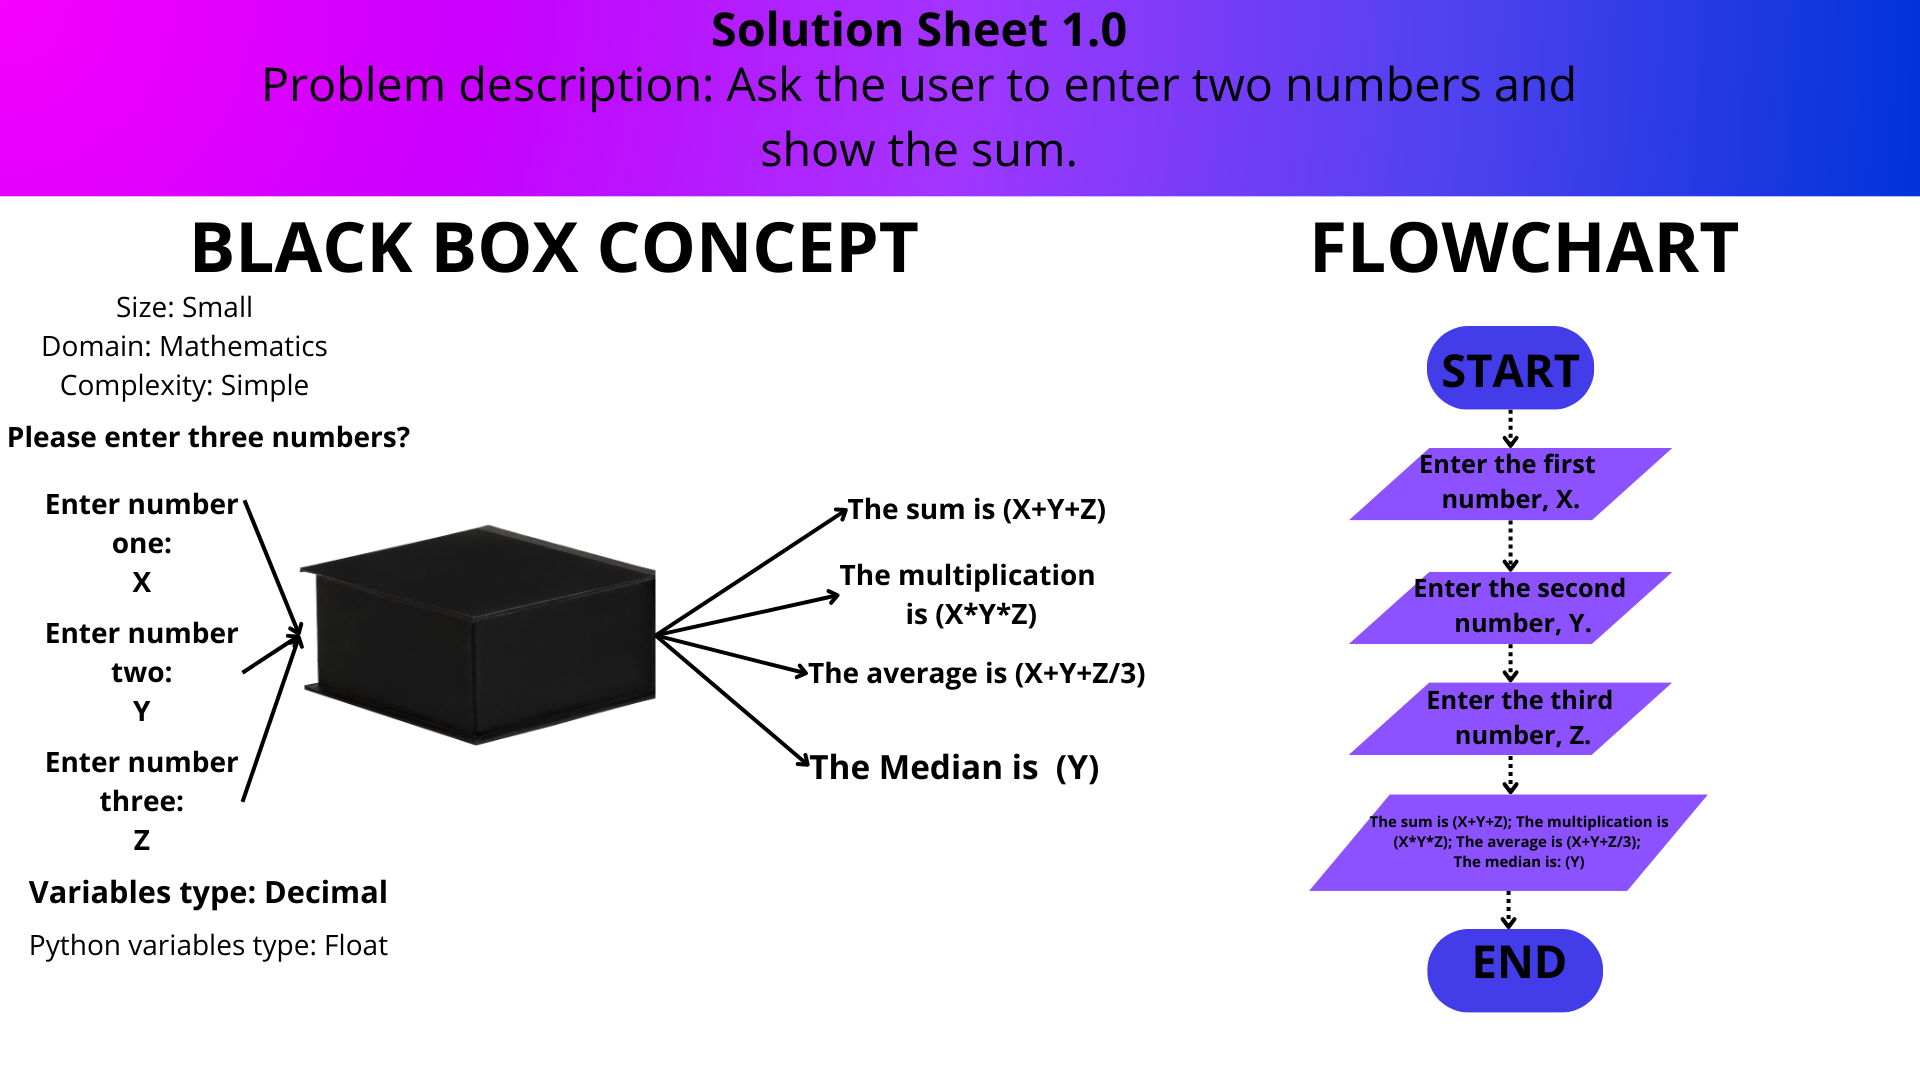 Solution Sheet 1.0
Problem description: Ask the user to enter two numbers and
show the sum.
BLACK BOX CONCEPT
Size: Small
Domain: Mathematics
Complexity: Simple
Please enter three numbers?
Enter number
one:
X
Enter number
two:
Y
Enter number
three:
Z
Variables type: Decimal
Python variables type: Float
The sum is (X+Y+Z)
The multiplication
is (X*Y*Z)
The average is (X+Y+Z/3)
The Median is  (Y)
FLOWCHART
START
Enter the first
number, X.
Enter the second
number, Y.
Enter the third
number, Z.
The sum is (X+Y+Z); The multiplication is
(X*Y*Z); The average is (X+Y+Z/3);
The median is: (Y)
END